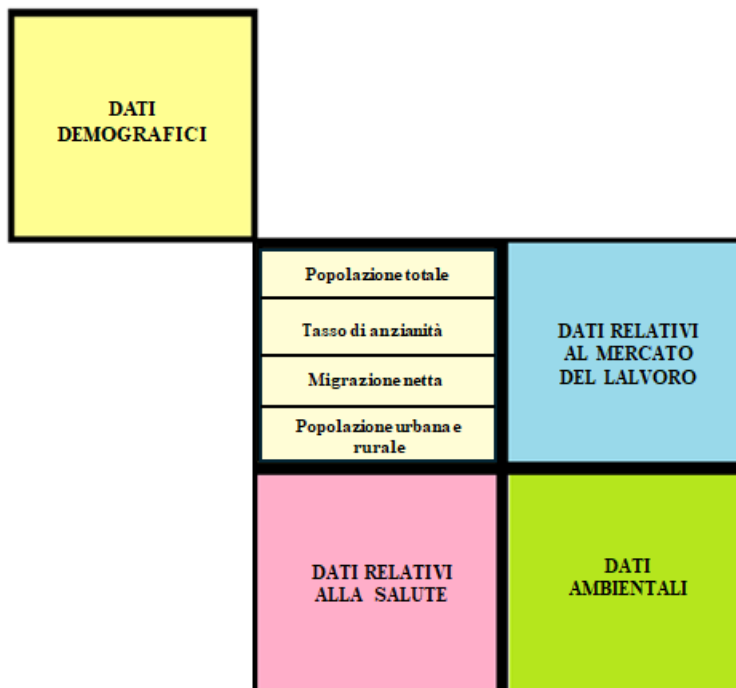 DATI
DEMOGRAFICI
Popolazione totale
Tasso di anzianità
Migrazione netta
Popolazione urbana e
rurale
DATI RELATIVI
AL MERCATO
DEL LALVORO
DATI RELATIVI
ALLA SALUTE
DATI
AMBIENTALI